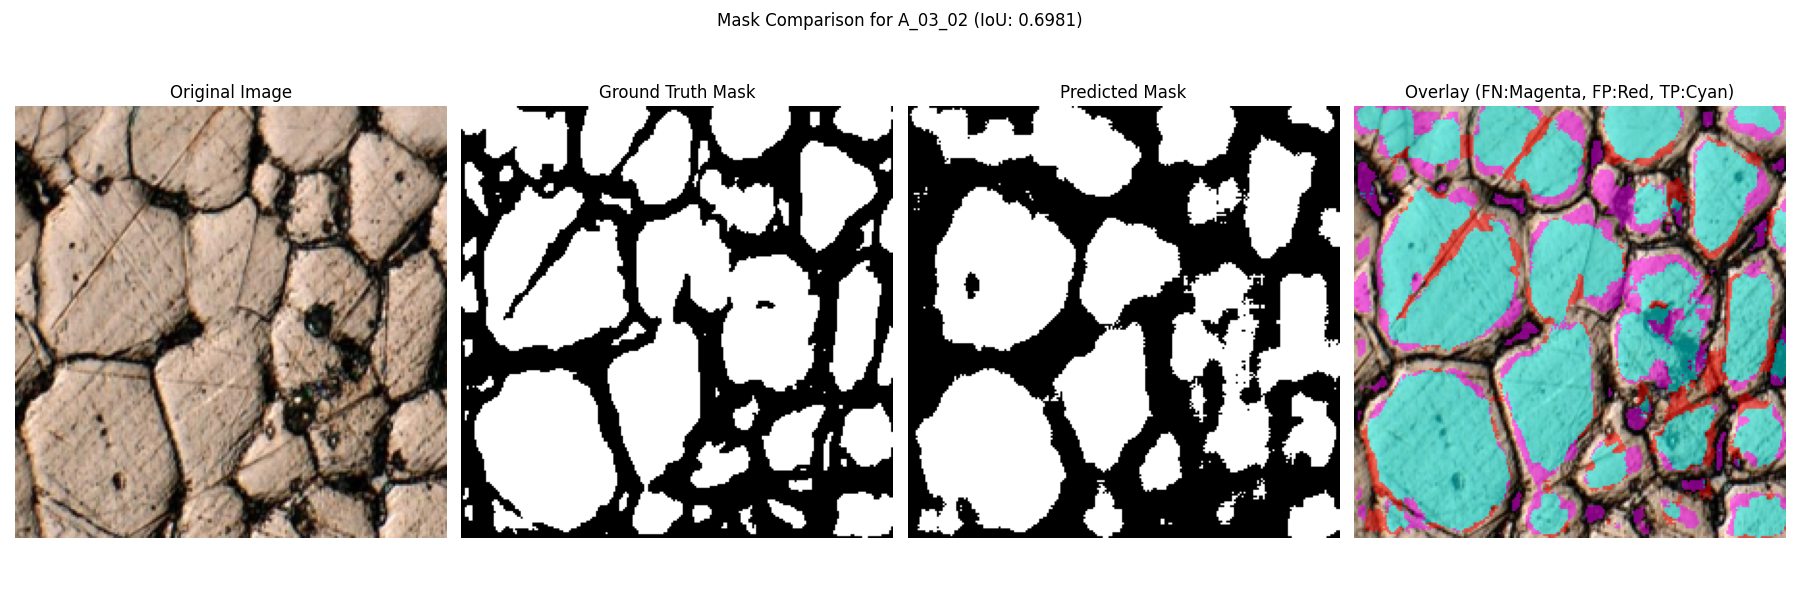 Mask Comparison for A_03_02 (IoU: 0.6981)
Original Image
Ground Truth Mask
Predicted Mask
Overlay (FN:Magenta, FP:Red, TP:Cyan)